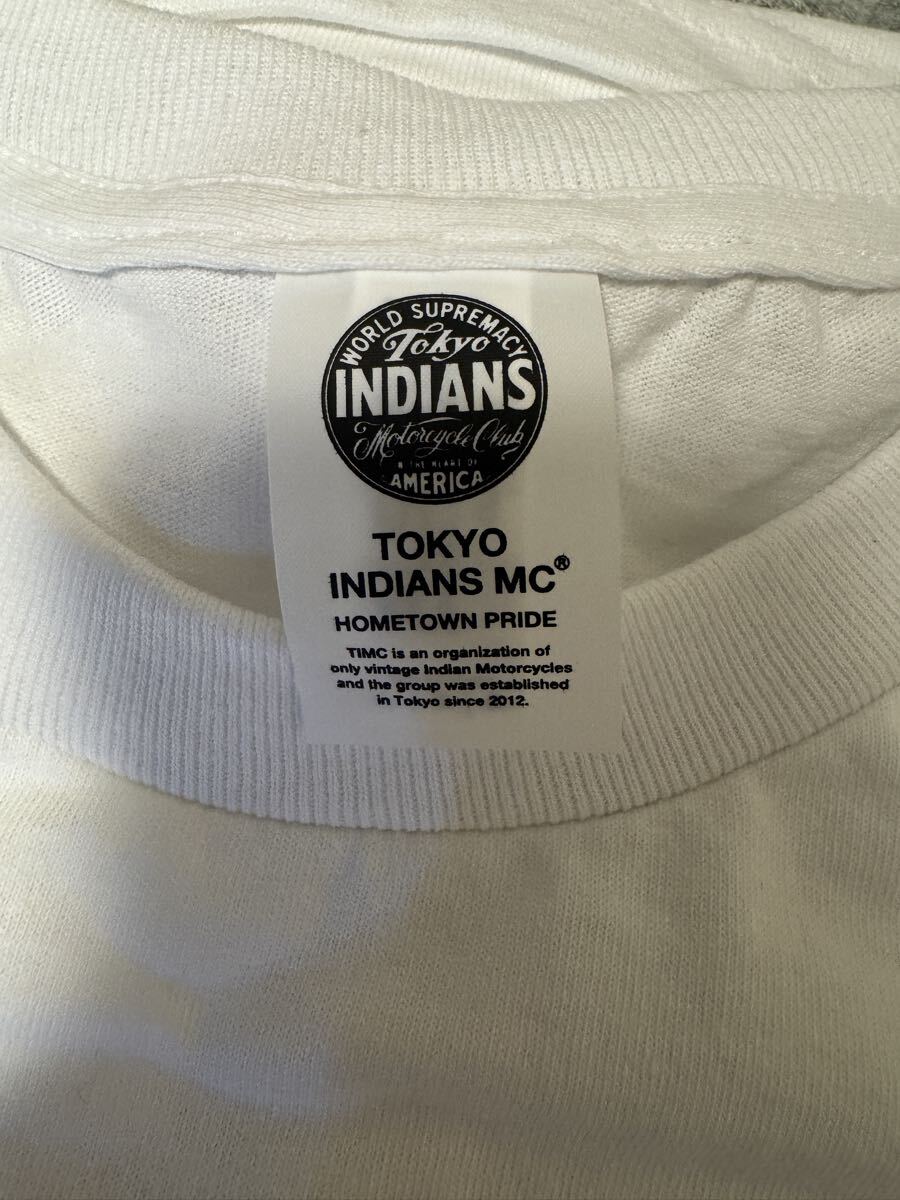 WORLD SUPREMACY
Tokyo
INDIANS
Motorcycle Club
IN THE HEART OF
AMERICA
TOKYO
INDIANS MC®
HOMETOWN PRIDE
TIMC is an organization of
only vintage Indian Motorcycles
and the group was established
in Tokyo since 2012.